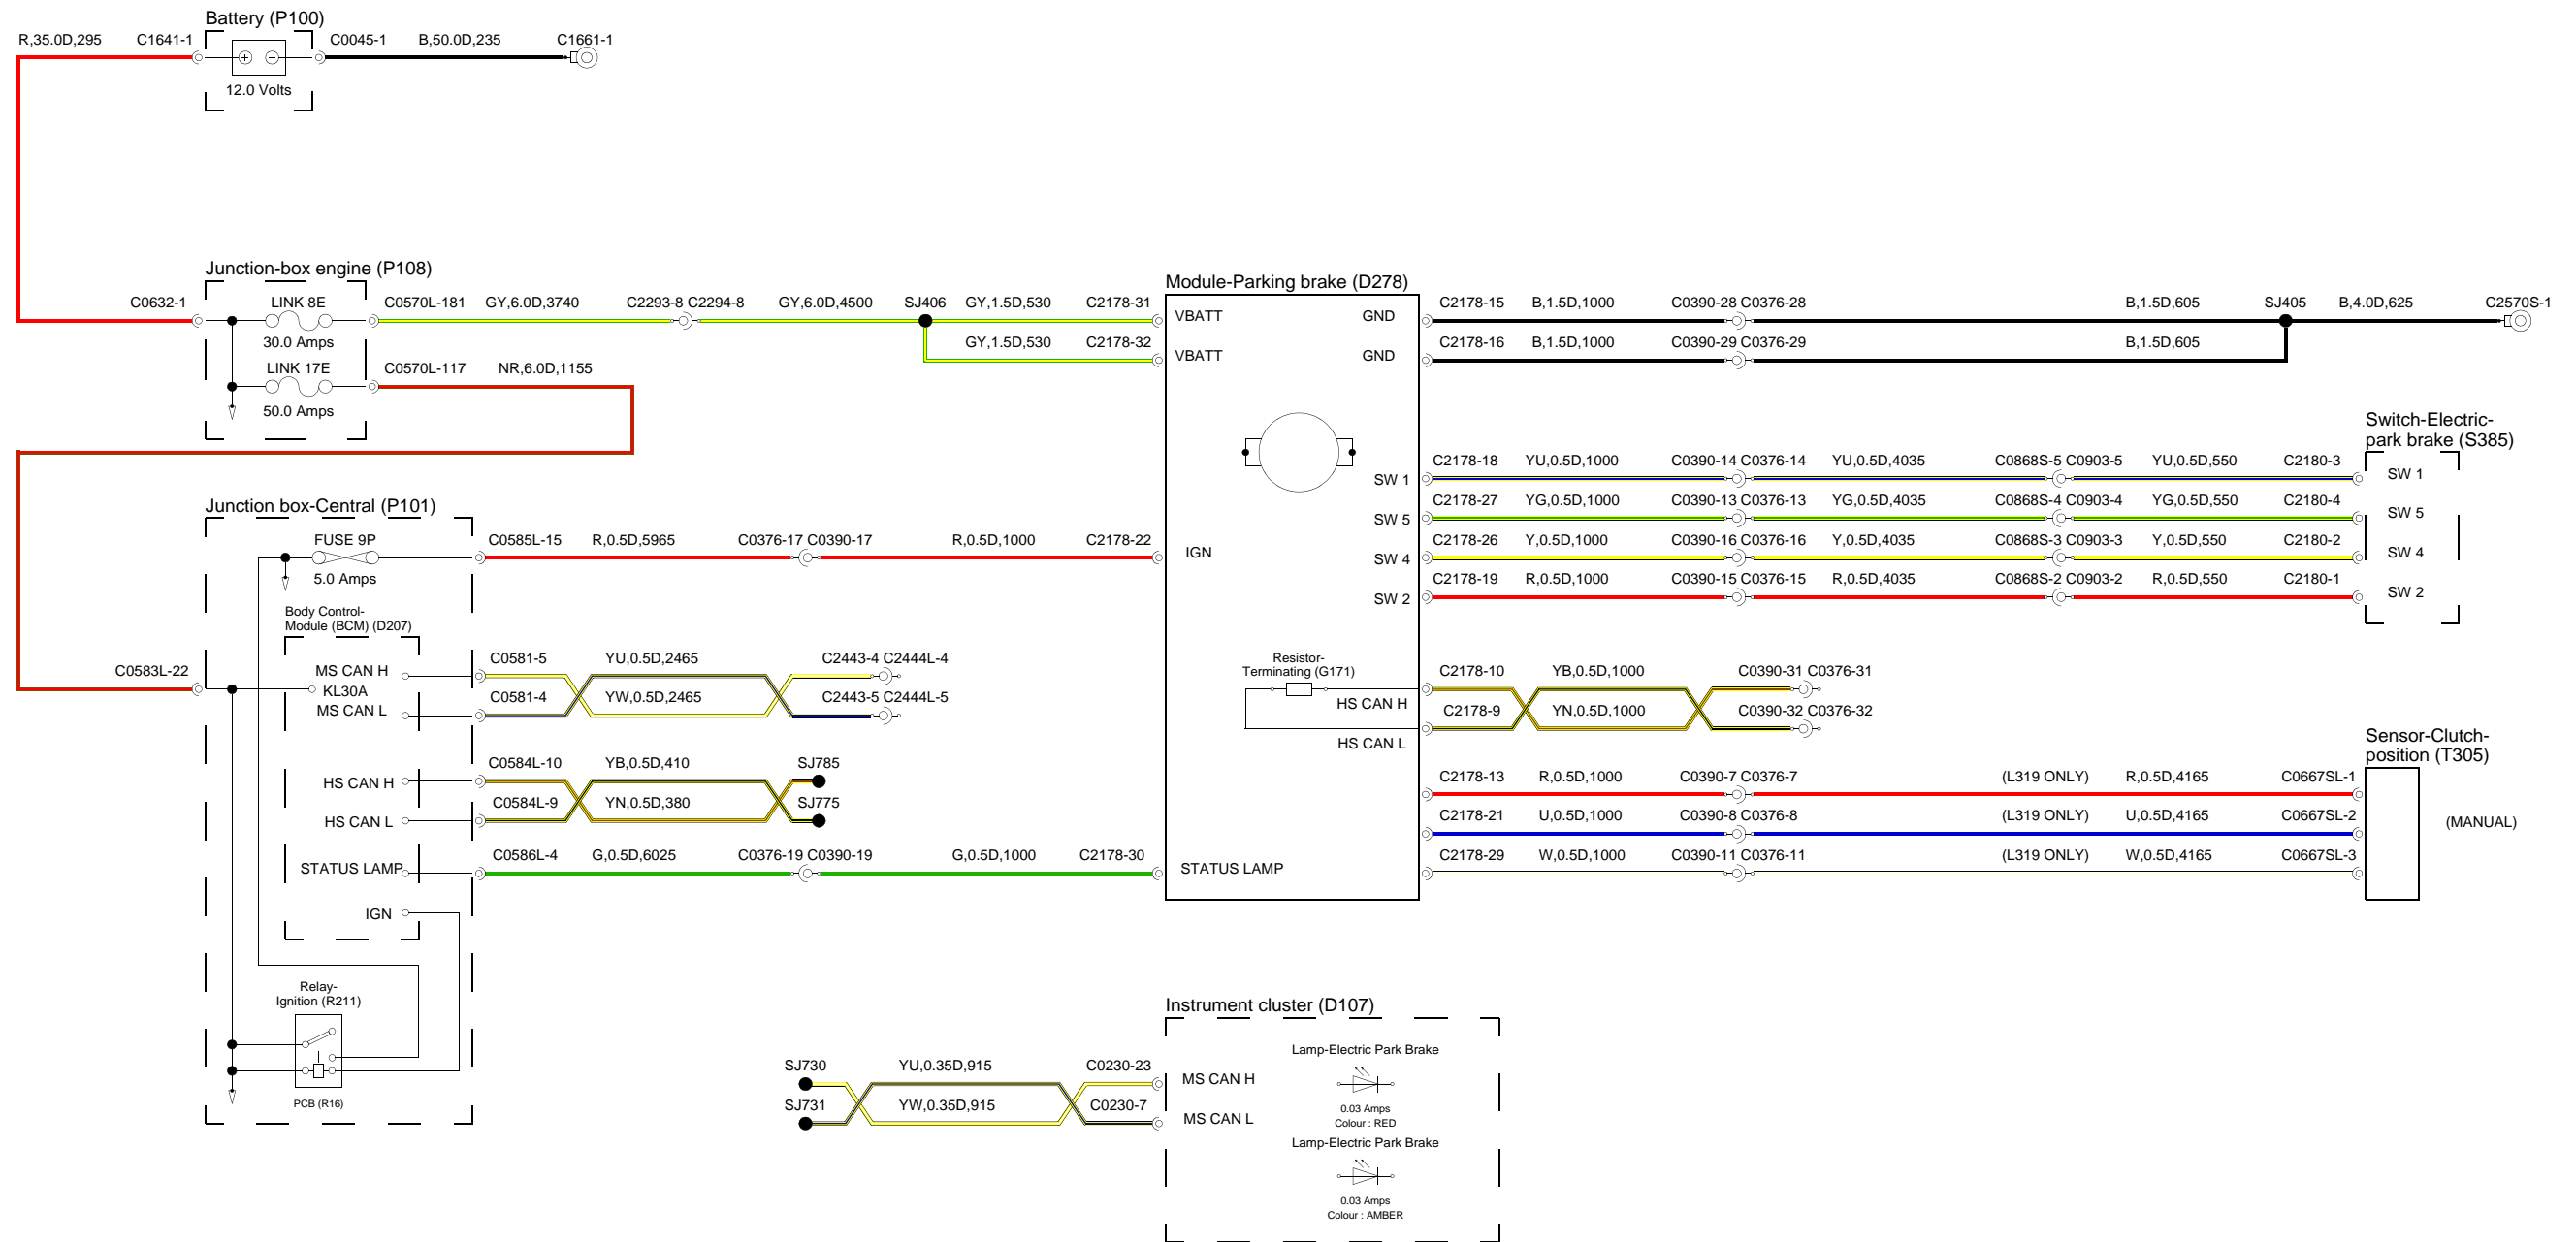 Battery (P100)
R,35.0D,295 C1641-1 C0045-1 B,50.0D,235 C1661-1
12.0 Volts
Junction-box engine (P108)
C0632-1 LINK 8E C0570L-181 GY,6.0D,3740 C2293-8 C2294-8 GY,6.0D,4500 SJ406 GY,1.5D,530 C2178-31
30.0 Amps
GY,1.5D,530 C2178-32
LINK 17E C0570L-117 NR,6.0D,1155
50.0 Amps
Module-Parking brake (D278)
VBATT GND
VBATT GND
C2178-15 B,1.5D,1000 C0390-28 C0376-28 B,1.5D,605 SJ405 B,4.0D,625 C2570S-1
C2178-16 B,1.5D,1000 C0390-29 C0376-29 B,1.5D,605
Switch-Electric-
park brake (S385)
SW 1 C2178-18 YU,0.5D,1000 C0390-14 C0376-14 YU,0.5D,4035 C0868S-5 C0903-5 YU,0.5D,550 C2180-3 SW 1
SW 5 C2178-27 YG,0.5D,1000 C0390-13 C0376-13 YG,0.5D,4035 C0868S-4 C0903-4 YG,0.5D,550 C2180-4 SW 5
SW 4 C2178-26 Y,0.5D,1000 C0390-16 C0376-16 Y,0.5D,4035 C0868S-3 C0903-3 Y,0.5D,550 C2180-2 SW 4
SW 2 C2178-19 R,0.5D,1000 C0390-15 C0376-15 R,0.5D,4035 C0868S-2 C0903-2 R,0.5D,550 C2180-1 SW 2
Junction box-Central (P101)
FUSE 9P C0585L-15 R,0.5D,5965 C0376-17 C0390-17 R,0.5D,1000 C2178-22 IGN
5.0 Amps
Body Control-
Module (BCM) (D207)
C0583L-22
MS CAN H C0581-5 YU,0.5D,2465 C2443-4 C2444L-4
KL30A
MS CAN L C0581-4 YW,0.5D,2465 C2443-5 C2444L-5
HS CAN H C0584L-10 YB,0.5D,410 SJ785
HS CAN L C0584L-9 YN,0.5D,380 SJ775
STATUS LAMP C0586L-4 G,0.5D,6025 C0376-19 C0390-19 G,0.5D,1000 C2178-30 STATUS LAMP
IGN
Relay-
Ignition (R211)
PCB (R16)
Resistor-
Terminating (G171)
HS CAN H C2178-10 YB,0.5D,1000 C0390-31 C0376-31
HS CAN L C2178-9 YN,0.5D,1000 C0390-32 C0376-32
Sensor-Clutch-
position (T305)
C2178-13 R,0.5D,1000 C0390-7 C0376-7 (L319 ONLY) R,0.5D,4165 C0667SL-1
C2178-21 U,0.5D,1000 C0390-8 C0376-8 (L319 ONLY) U,0.5D,4165 C0667SL-2 (MANUAL)
C2178-29 W,0.5D,1000 C0390-11 C0376-11 (L319 ONLY) W,0.5D,4165 C0667SL-3
Instrument cluster (D107)
SJ730 YU,0.35D,915 C0230-23 MS CAN H
SJ731 YW,0.35D,915 C0230-7 MS CAN L
Lamp-Electric Park Brake
0.03 Amps
Colour : RED
Lamp-Electric Park Brake
0.03 Amps
Colour : AMBER